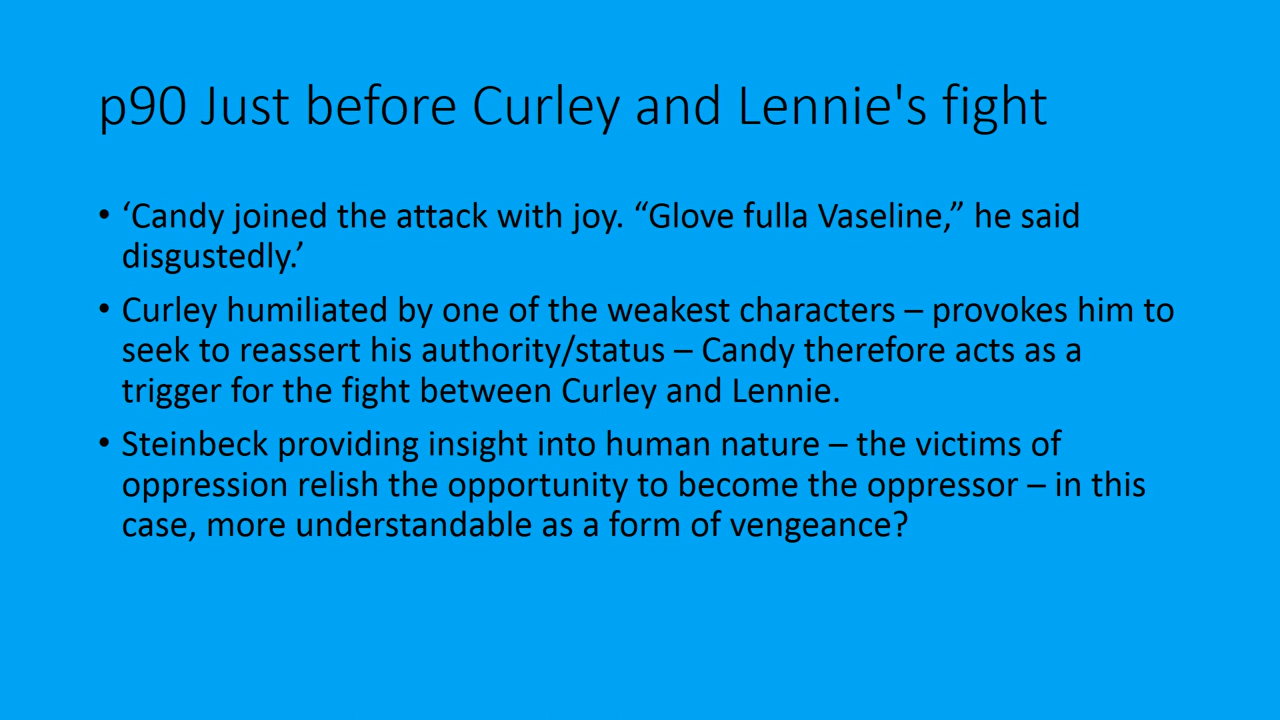 p90 Just before Curley and Lennie's fight
• ‘Candy joined the attack with joy. “Glove fulla Vaseline,” he said
disgustedly.’
• Curley humiliated by one of the weakest characters – provokes him to
seek to reassert his authority/status – Candy therefore acts as a
trigger for the fight between Curley and Lennie.
• Steinbeck providing insight into human nature – the victims of
oppression relish the opportunity to become the oppressor – in this
case, more understandable as a form of vengeance?